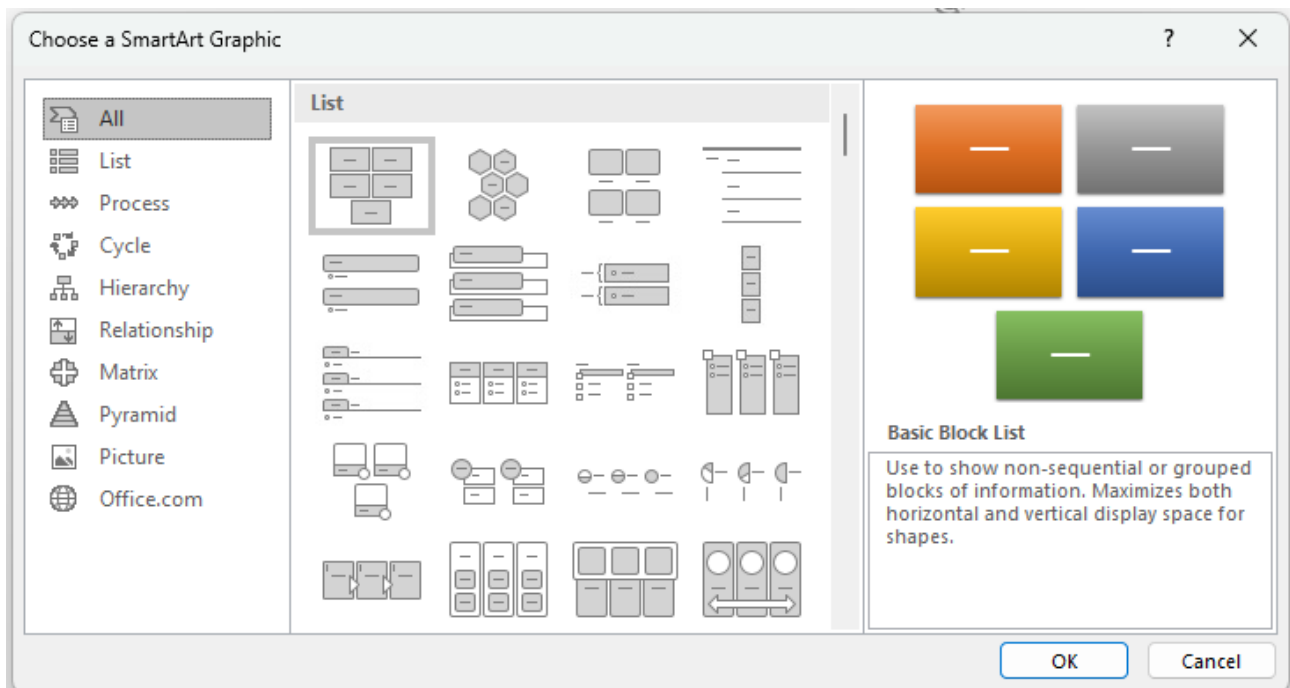 Choose a SmartArt Graphic
?
All
List
Process
Cycle
Hierarchy
Relationship
Matrix
Pyramid
Picture
Office.com
List
Basic Block List
Use to show non-sequential or grouped
blocks of information. Maximizes both
horizontal and vertical display space for
shapes.
OK
Cancel